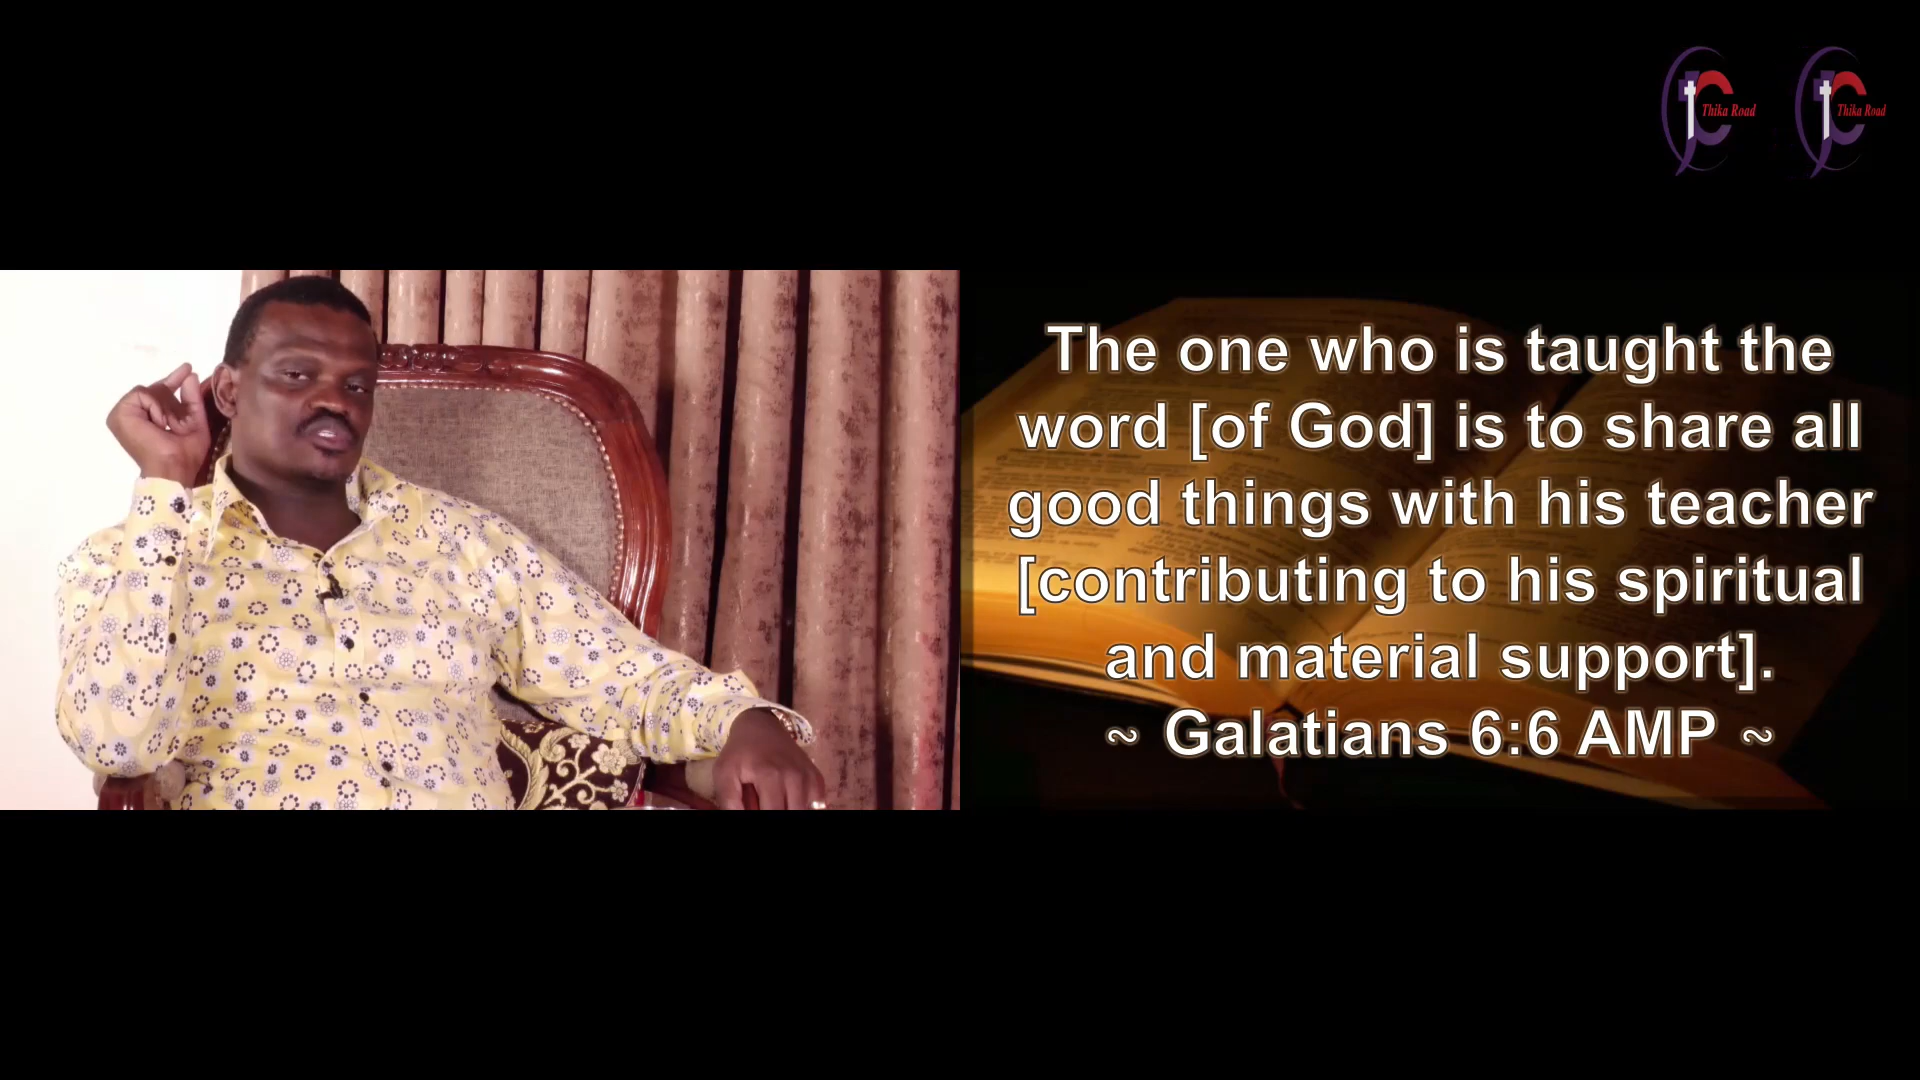 Thika Road
Thika Road
The one who is taught the
word [of God] is to share all
good things with his teacher
[contributing to his spiritual
and material support].
~ Galatians 6:6 AMP ~